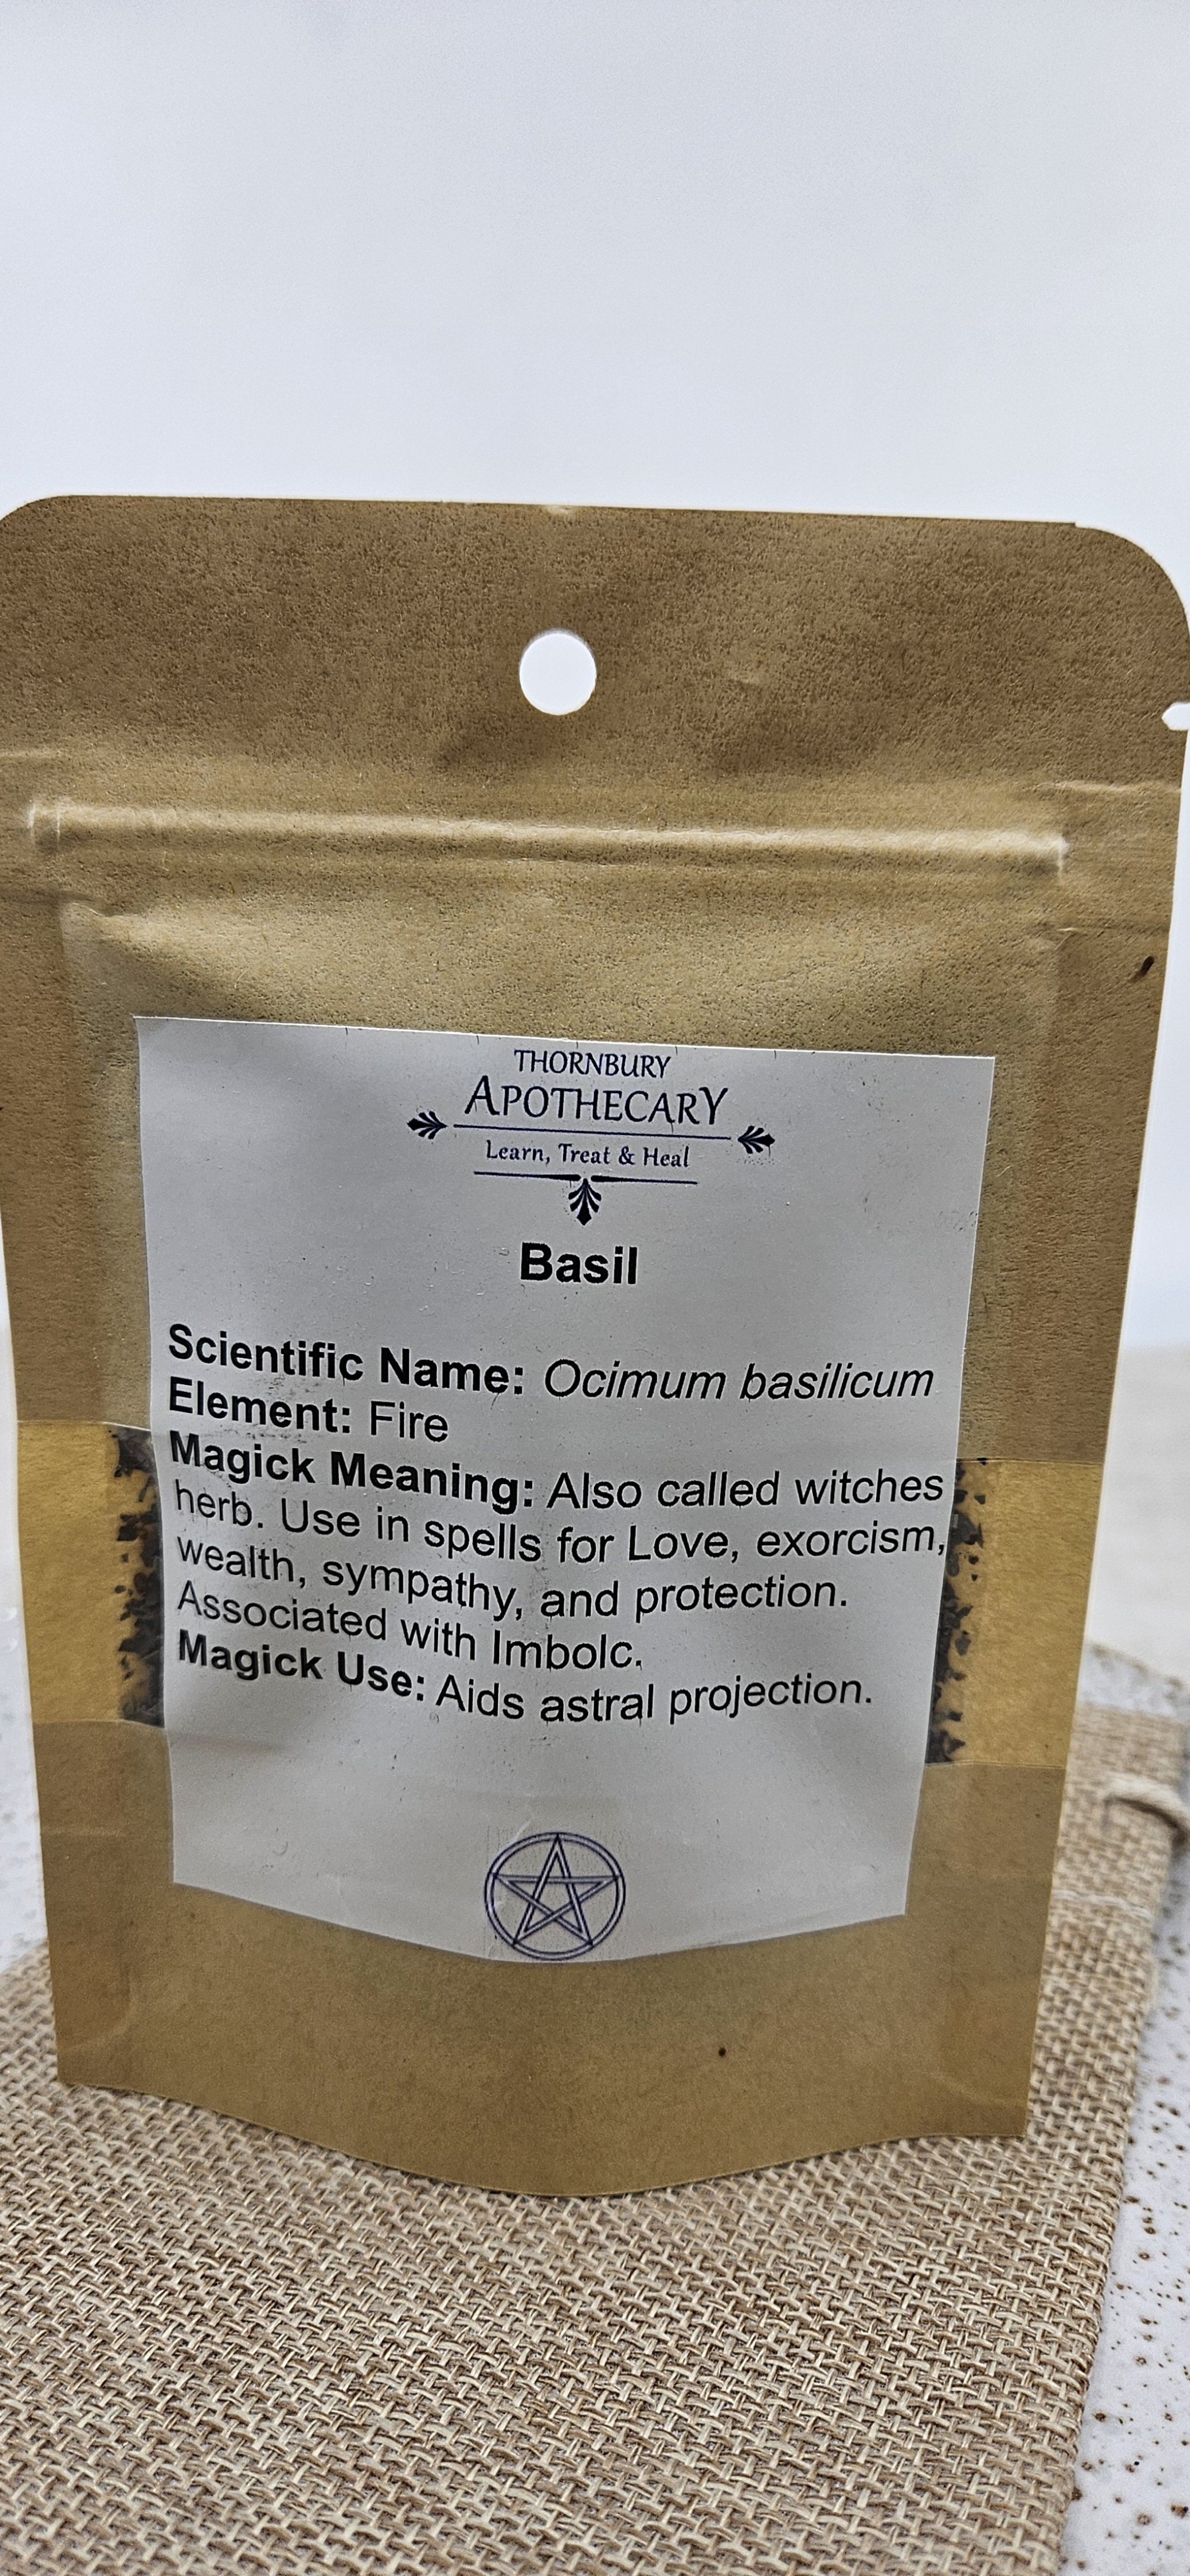 THORNBURY
APOTHECARY
Learn, Treat & Heal
Basil
Scientific Name: Ocimum basilicum
Element: Fire
Magick Meaning: Also called witches
herb. Use in spells for Love, exorcism,
wealth, sympathy, and protection.
Associated with Imbolc.
Magick Use: Aids astral projection.